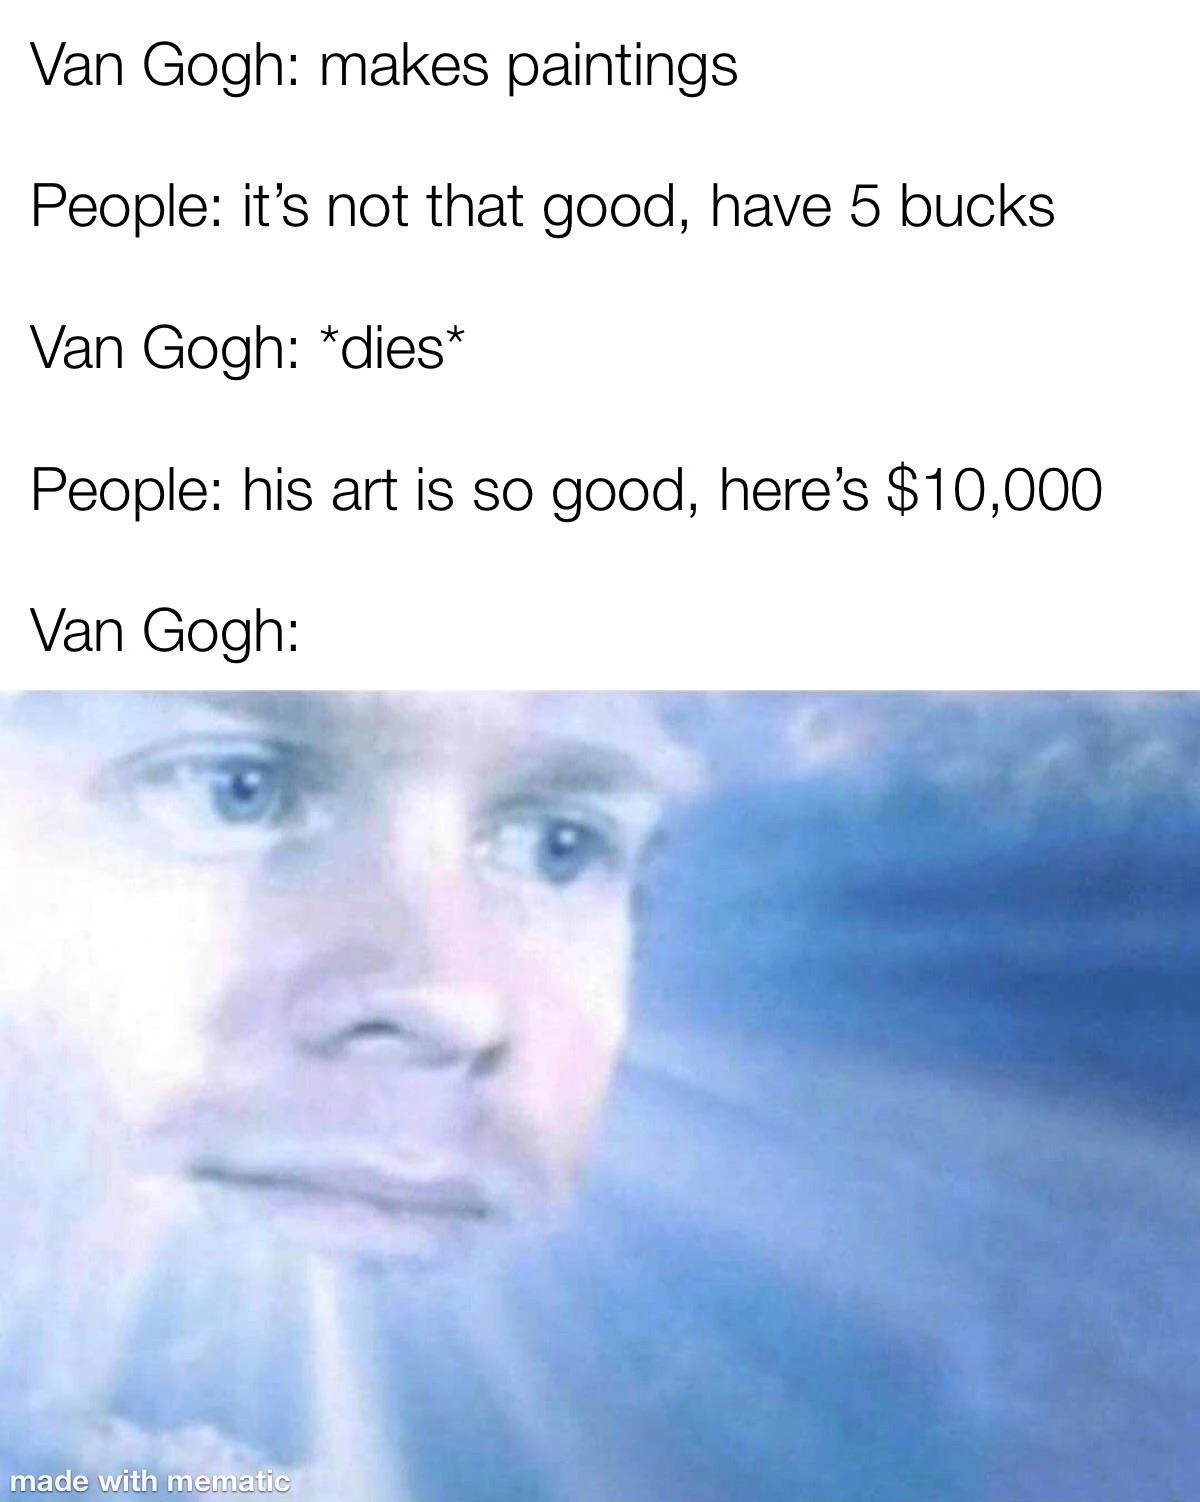 Van Gogh: makes paintings
People: it’s not that good, have 5 bucks
Van Gogh: *dies*
People: his art is so good, here’s $10,000
Van Gogh:
made with mematic